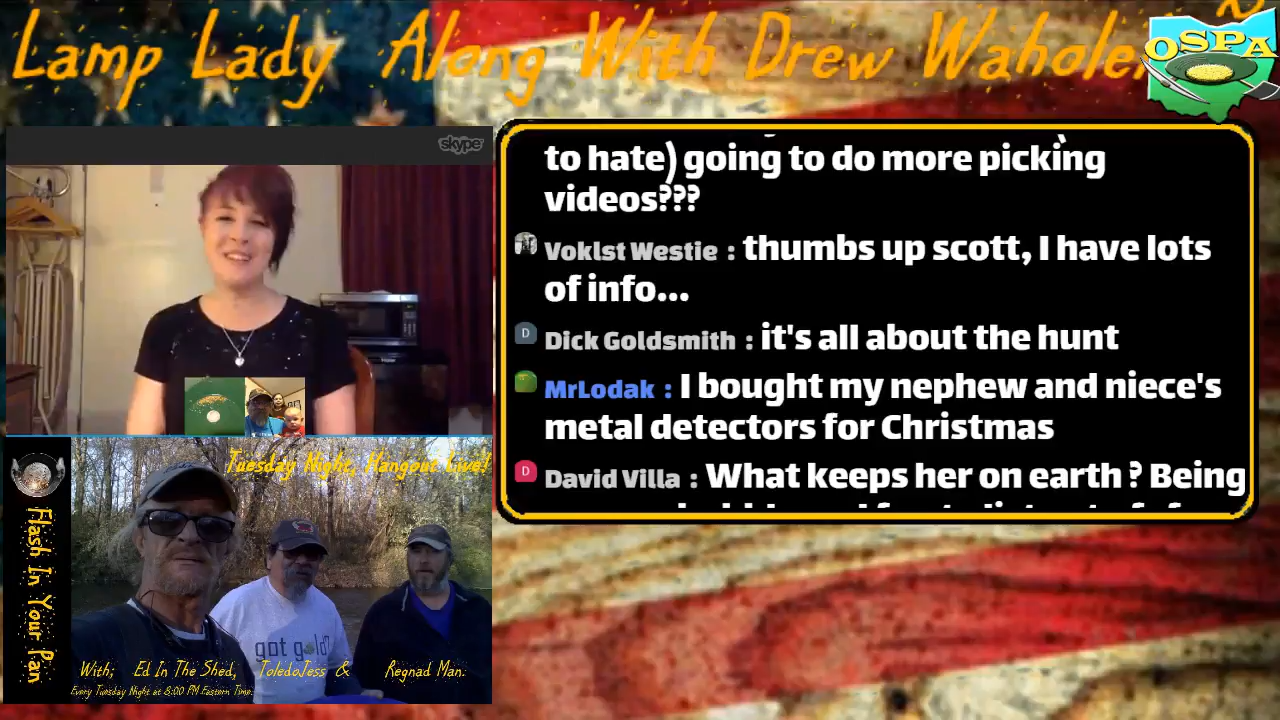 Lamp Lady Along With Drew Wahole
OSPA
skype
to hate) going to do more picking
videos???
Voklst Westie : thumbs up scott, I have lots
of info...
D Dick Goldsmith : it's all about the hunt
MrLodak : I bought my nephew and niece's
metal detectors for Christmas
D David Villa : What keeps her on earth ? Being
Tuesday Night, Hangout Live!
Flash In Your Pan
got gold?
With; Ed In The Shed, ToledoJess & Regnad Man.
Every Tuesday Night at 8:00 PM Eastern Time.